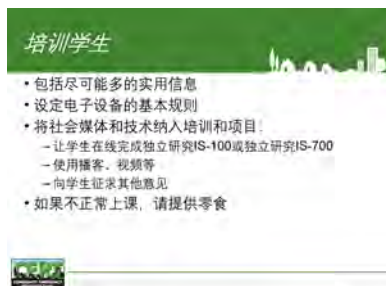 培训学生
• 包括尽可能多的实用信息
• 设定电子设备的基本规则
• 将社会媒体和技术纳入培训和项目:
– 让学生在线完成独立研究IS-100或独立研究IS-700
– 使用播客、视频等
– 向学生征求其他意见
• 如果不正常上课，请提供零食